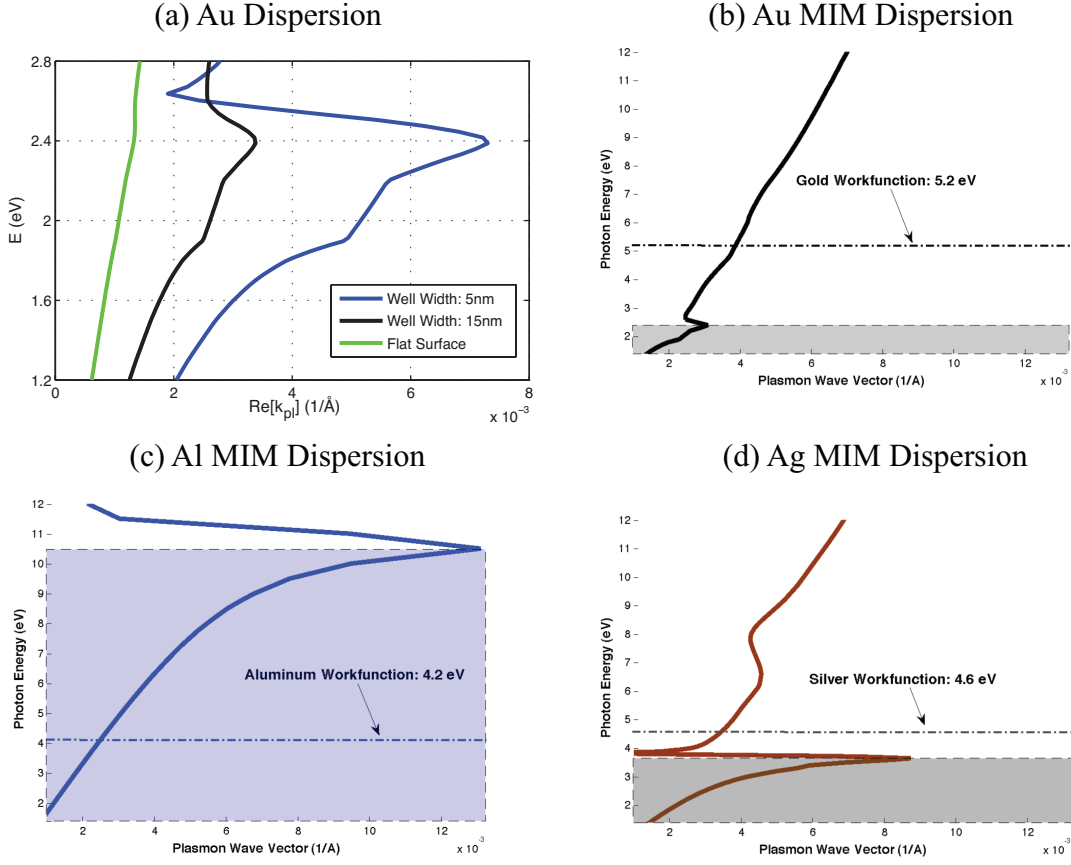 (a) Au Dispersion
2.8
2.4
2
1.6
1.2
E (eV)
0
2
4
6
8
Re[kpl] (1/Å)
x 10⁻³
Well Width: 5nm
Well Width: 15nm
Flat Surface
(b) Au MIM Dispersion
12
11
10
9
8
7
6
5
4
3
2
Photon Energy (eV)
Gold Workfunction: 5.2 eV
2
4
6
8
10
12
Plasmon Wave Vector (1/A)
x 10⁻³
(c) Al MIM Dispersion
12
11
10
9
8
7
6
5
4
3
2
Photon Energy (eV)
Aluminum Workfunction: 4.2 eV
2
4
6
8
10
12
Plasmon Wave Vector (1/A)
x 10⁻³
(d) Ag MIM Dispersion
12
11
10
9
8
7
6
5
4
3
2
Photon Energy (eV)
Silver Workfunction: 4.6 eV
2
4
6
8
10
12
Plasmon Wave Vector (1/A)
x 10⁻³